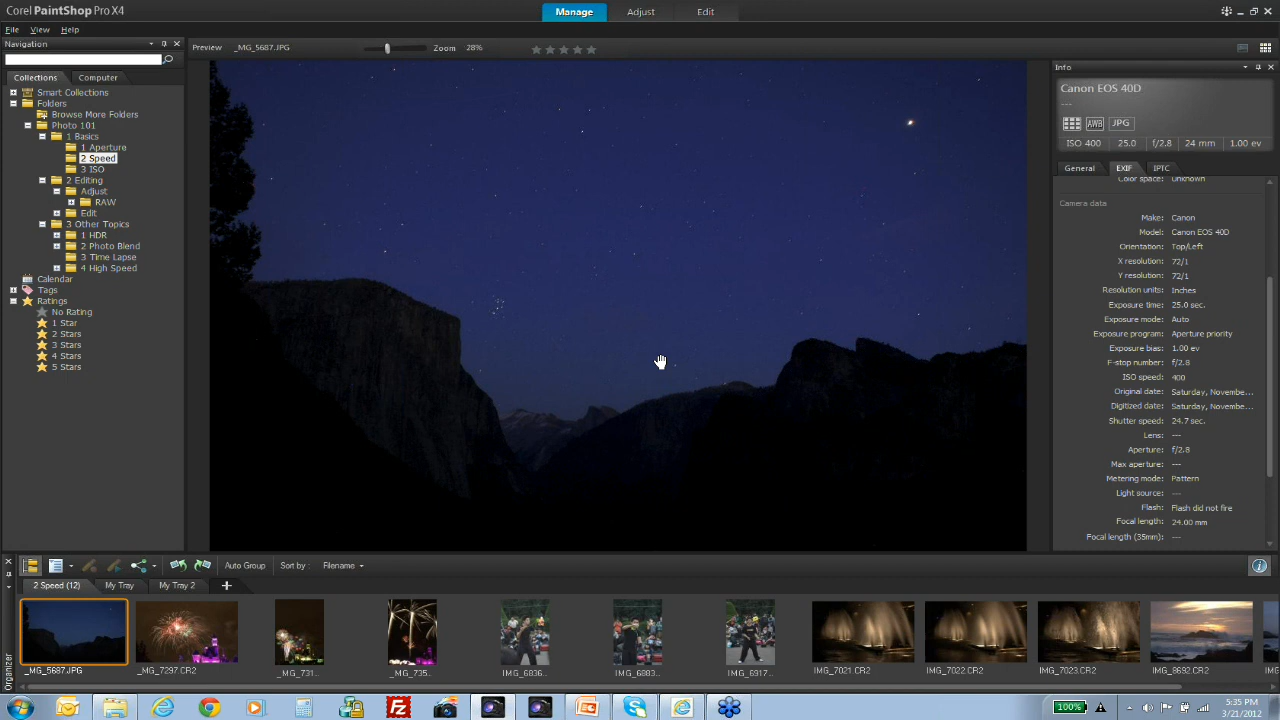 Corel PaintShop Pro X4
Manage
Adjust
Edit
File View Help
Navigation
Preview _MG_5687.JPG
Zoom 28%
Info
Collections Computer
Smart Collections
Folders
Browse More Folders
Photo 101
1 Basics
1 Aperture
2 Speed
3 ISO
2 Editing
Adjust
RAW
Edit
3 Other Topics
1 HDR
2 Photo Blend
3 Time Lapse
4 High Speed
Calendar
Tags
Ratings
No Rating
1 Star
2 Stars
3 Stars
4 Stars
5 Stars
Canon EOS 40D
---
AWB JPG
ISO 400 25.0 f/2.8 24 mm 1.00 ev
General EXIF IPTC
Color space: Unknown
Camera data
Make: Canon
Model: Canon EOS 40D
Orientation: Top/Left
X resolution: 72/1
Y resolution: 72/1
Resolution units: Inches
Exposure time: 25.0 sec.
Exposure mode: Auto
Exposure program: Aperture priority
Exposure bias: 1.00 ev
F-stop number: f/2.8
ISO speed: 400
Original date: Saturday, Novembe...
Digitized date: Saturday, Novembe...
Shutter speed: 24.7 sec.
Lens: ---
Aperture: f/2.8
Max aperture: ---
Metering mode: Pattern
Light source: ---
Flash: Flash did not fire
Focal length: 24.00 mm
Focal length (35mm): ---
Organizer
Auto Group Sort by : Filename
2 Speed (12) My Tray My Tray 2 +
_MG_5687.JPG
_MG_7297.CR2
_MG_731...
_MG_735...
IMG_6836...
IMG_6883...
IMG_6917...
IMG_7021.CR2
IMG_7022.CR2
IMG_7023.CR2
IMG_8692.CR2
Fz
100%
5:35 PM
3/21/2012